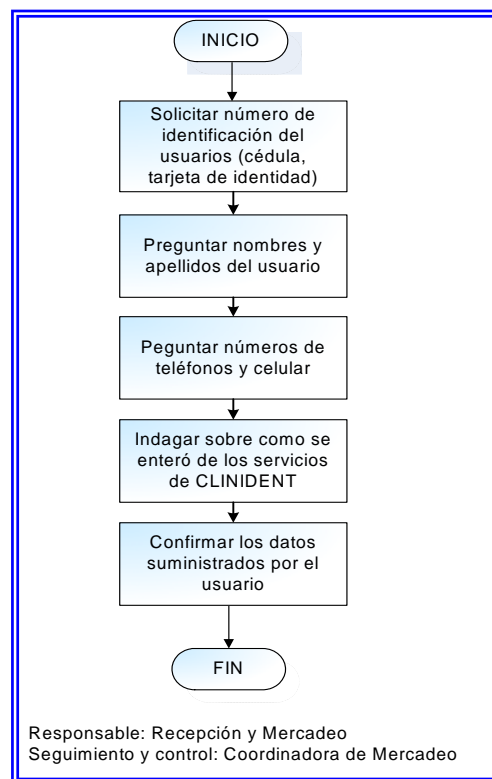 INICIO
Solicitar número de
identificación del
usuarios (cédula,
tarjeta de identidad)
Preguntar nombres y
apellidos del usuario
Peguntar números de
teléfonos y celular
Indagar sobre como se
enteró de los servicios
de CLINIDENT
Confirmar los datos
suministrados por el
usuario
FIN
Responsable: Recepción y Mercadeo
Seguimiento y control: Coordinadora de Mercadeo